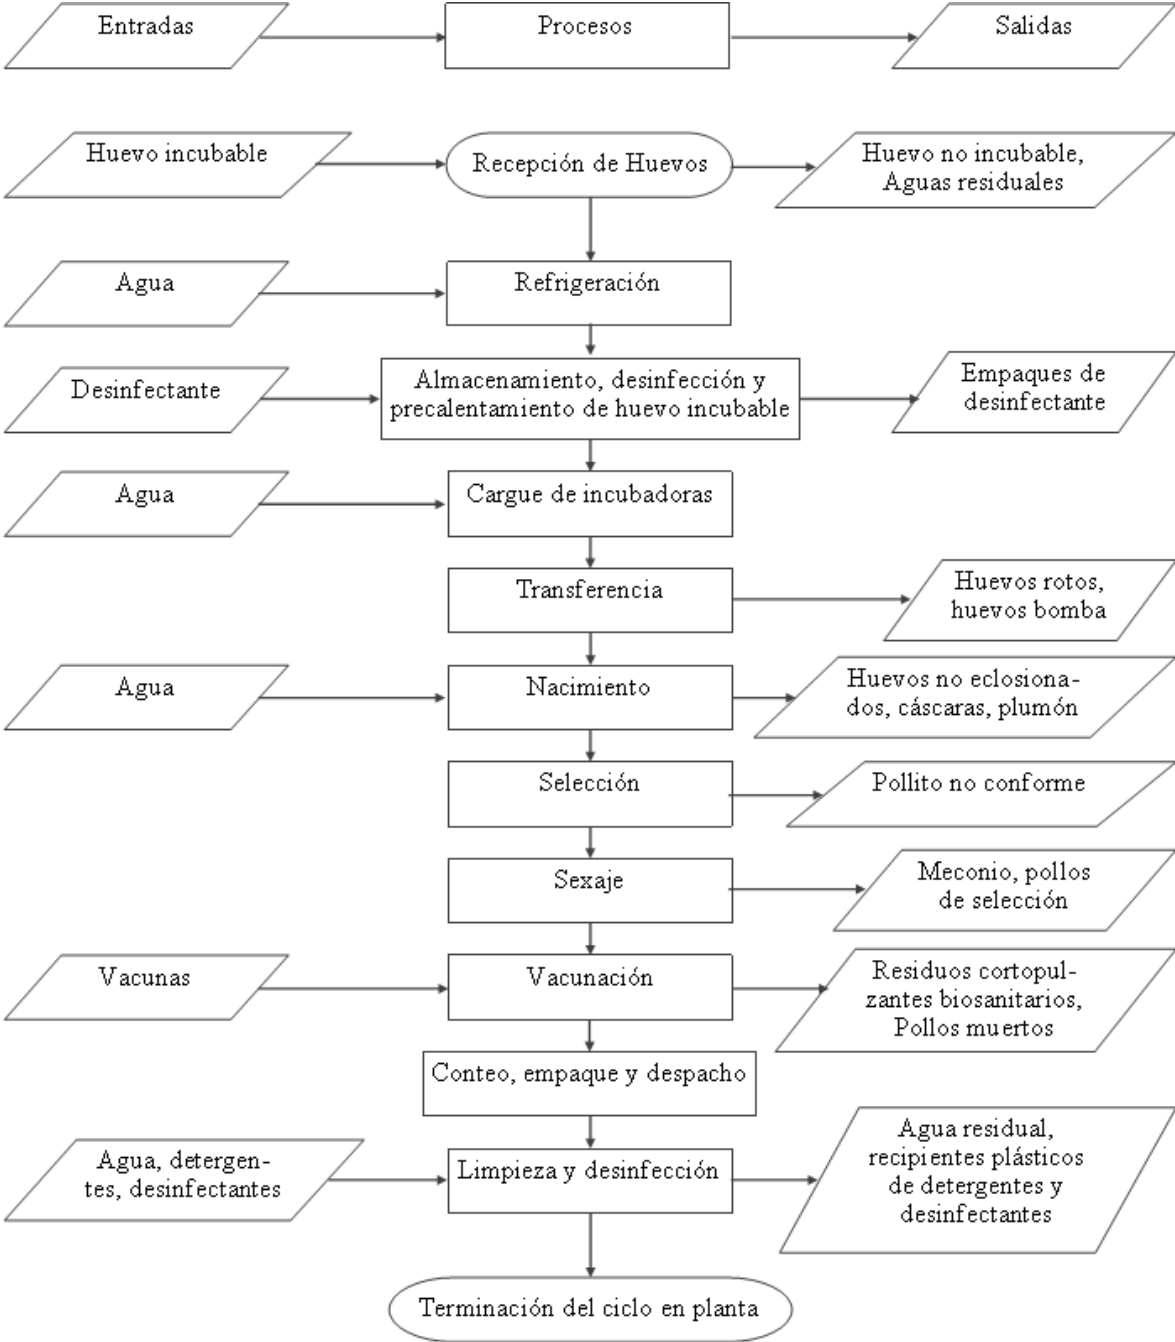 Entradas
Procesos
Salidas
Huevo incubable
Recepción de Huevos
Huevo no incubable,
Aguas residuales
Agua
Refrigeración
Desinfectante
Almacenamiento, desinfección y
precalentamiento de huevo incubable
Empaques de
desinfectante
Agua
Cargue de incubadoras
Transferencia
Huevos rotos,
huevos bomba
Agua
Nacimiento
Huevos no eclosiona-
dos, cáscaras, plumón
Selección
Pollito no conforme
Sexaje
Meconio, pollos
de selección
Vacunas
Vacunación
Residuos cortopul-
zantes biosanitarios,
Pollos muertos
Conteo, empaque y despacho
Agua, detergen-
tes, desinfectantes
Limpieza y desinfección
Agua residual,
recipientes plásticos
de detergentes y
desinfectantes
Terminación del ciclo en planta